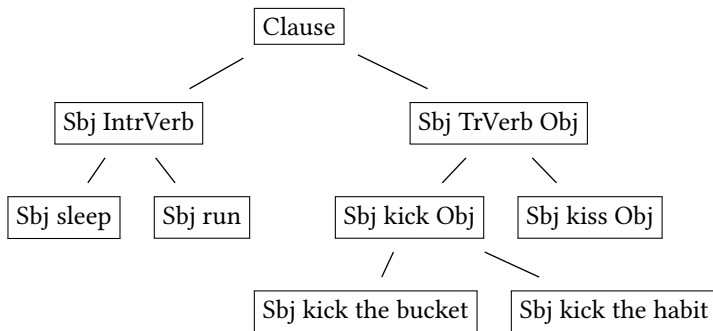 Clause
Sbj IntrVerb
Sbj TrVerb Obj
Sbj sleep
Sbj run
Sbj kick Obj
Sbj kiss Obj
Sbj kick the bucket
Sbj kick the habit